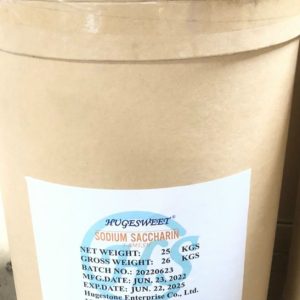 HUGESWEET®
SODIUM SACCHARIN
NET WEIGHT: 25 KGS
GROSS WEIGHT: 26 KGS
BATCH NO.: 20220623
MFG.DATE: JUN. 23, 2022
EXP.DATE: JUN. 22, 2025
Hugestone Enterprise Co., Ltd.